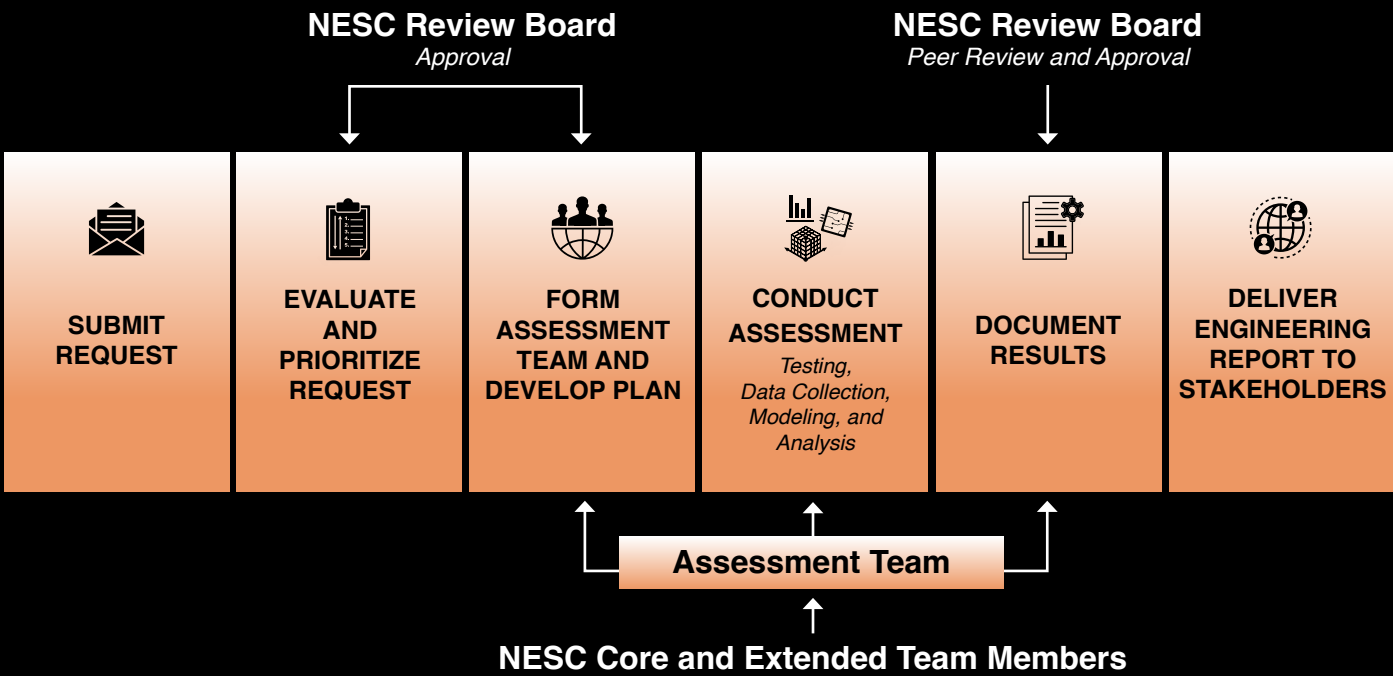 NESC Review Board
Approval
NESC Review Board
Peer Review and Approval
SUBMIT
REQUEST
EVALUATE
AND
PRIORITIZE
REQUEST
FORM
ASSESSMENT
TEAM AND
DEVELOP PLAN
CONDUCT
ASSESSMENT
Testing,
Data Collection,
Modeling, and
Analysis
DOCUMENT
RESULTS
DELIVER
ENGINEERING
REPORT TO
STAKEHOLDERS
Assessment Team
NESC Core and Extended Team Members